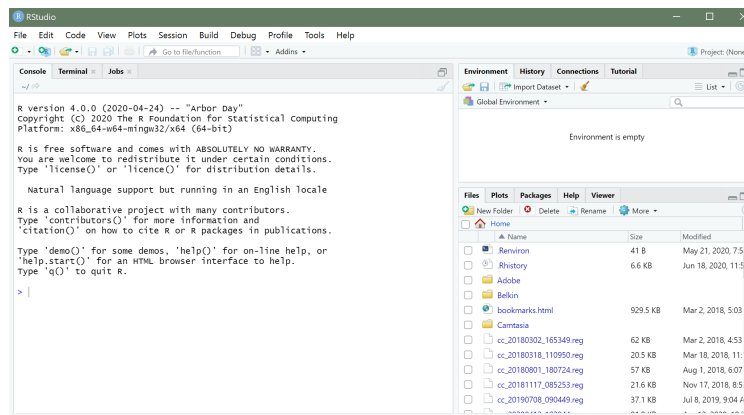 RStudio
File Edit Code View Plots Session Build Debug Profile Tools Help
Go to file/function Addins Project: (None
Console Terminal Jobs
~/
R version 4.0.0 (2020-04-24) -- "Arbor Day"
Copyright (C) 2020 The R Foundation for Statistical Computing
Platform: x86_64-w64-mingw32/x64 (64-bit)
R is free software and comes with ABSOLUTELY NO WARRANTY.
You are welcome to redistribute it under certain conditions.
Type 'license()' or 'licence()' for distribution details.
Natural language support but running in an English locale
R is a collaborative project with many contributors.
Type 'contributors()' for more information and
'citation()' on how to cite R or R packages in publications.
Type 'demo()' for some demos, 'help()' for on-line help, or
'help.start()' for an HTML browser interface to help.
Type 'q()' to quit R.
>
Environment History Connections Tutorial
Import Dataset List
Global Environment
Environment is empty
Files Plots Packages Help Viewer
New Folder Delete Rename More
Home
Name Size Modified
.Renviron 41 B May 21, 2020, 7:5
.Rhistory 6.6 KB Jun 18, 2020, 11:5
Adobe
Belkin
bookmarks.html 929.5 KB Mar 2, 2018, 5:03
Camtasia
cc_20180302_165349.reg 62 KB Mar 2, 2018, 4:53
cc_20180318_110950.reg 20.5 KB Mar 18, 2018, 11:
cc_20180801_180724.reg 57 KB Aug 1, 2018, 6:07
cc_20181117_085253.reg 21.6 KB Nov 17, 2018, 8:5
cc_20190708_090449.reg 37.1 KB Jul 8, 2019, 9:04 A